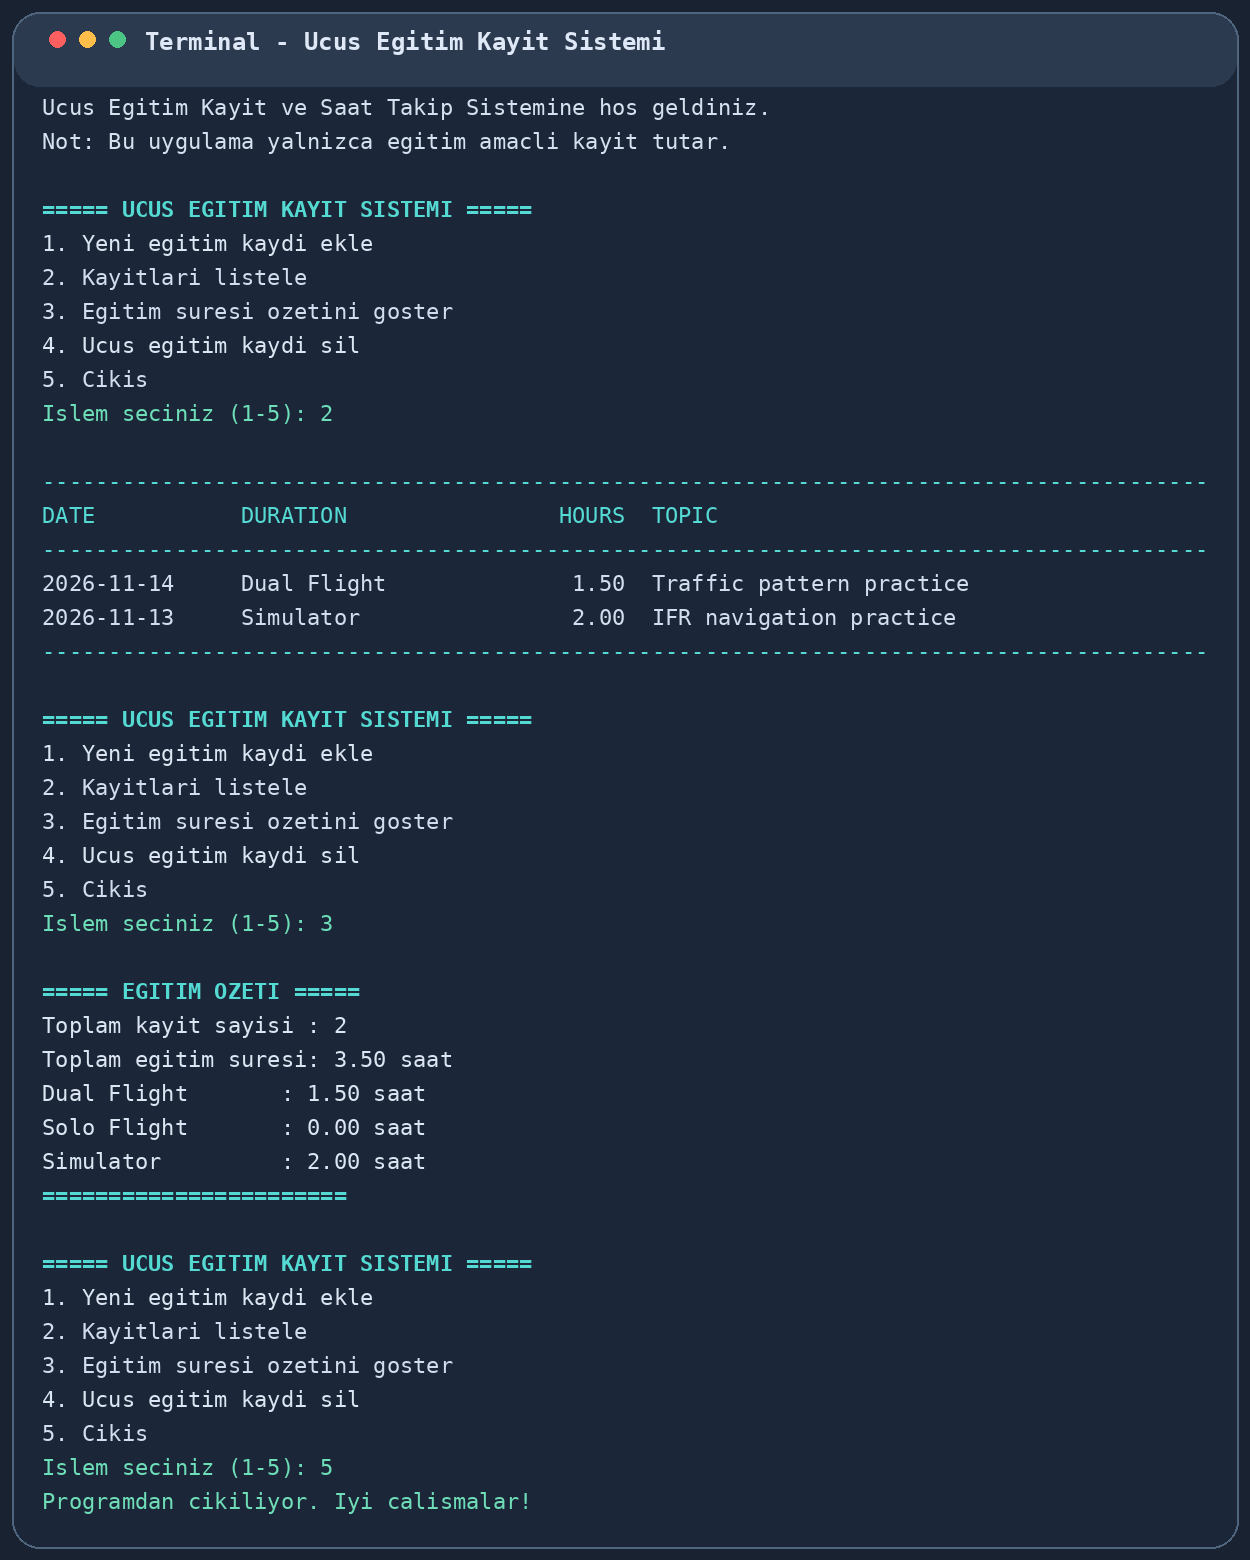 Terminal - Ucus Egitim Kayit Sistemi
Ucus Egitim Kayit ve Saat Takip Sistemine hos geldiniz.
Not: Bu uygulama yalnizca egitim amacli kayit tutar.
===== UCUS EGITIM KAYIT SISTEMI =====
1. Yeni egitim kaydi ekle
2. Kayitlari listele
3. Egitim suresi ozetini goster
4. Ucus egitim kaydi sil
5. Cikis
Islem seciniz (1-5): 2
----------------------------------------------------------------------------------------
DATE           DURATION                HOURS  TOPIC
----------------------------------------------------------------------------------------
2026-11-14     Dual Flight              1.50  Traffic pattern practice
2026-11-13     Simulator                2.00  IFR navigation practice
----------------------------------------------------------------------------------------
===== UCUS EGITIM KAYIT SISTEMI =====
1. Yeni egitim kaydi ekle
2. Kayitlari listele
3. Egitim suresi ozetini goster
4. Ucus egitim kaydi sil
5. Cikis
Islem seciniz (1-5): 3
===== EGITIM OZETI =====
Toplam kayit sayisi : 2
Toplam egitim suresi: 3.50 saat
Dual Flight       : 1.50 saat
Solo Flight       : 0.00 saat
Simulator         : 2.00 saat
=======================
===== UCUS EGITIM KAYIT SISTEMI =====
1. Yeni egitim kaydi ekle
2. Kayitlari listele
3. Egitim suresi ozetini goster
4. Ucus egitim kaydi sil
5. Cikis
Islem seciniz (1-5): 5
Programdan cikiliyor. Iyi calismalar!